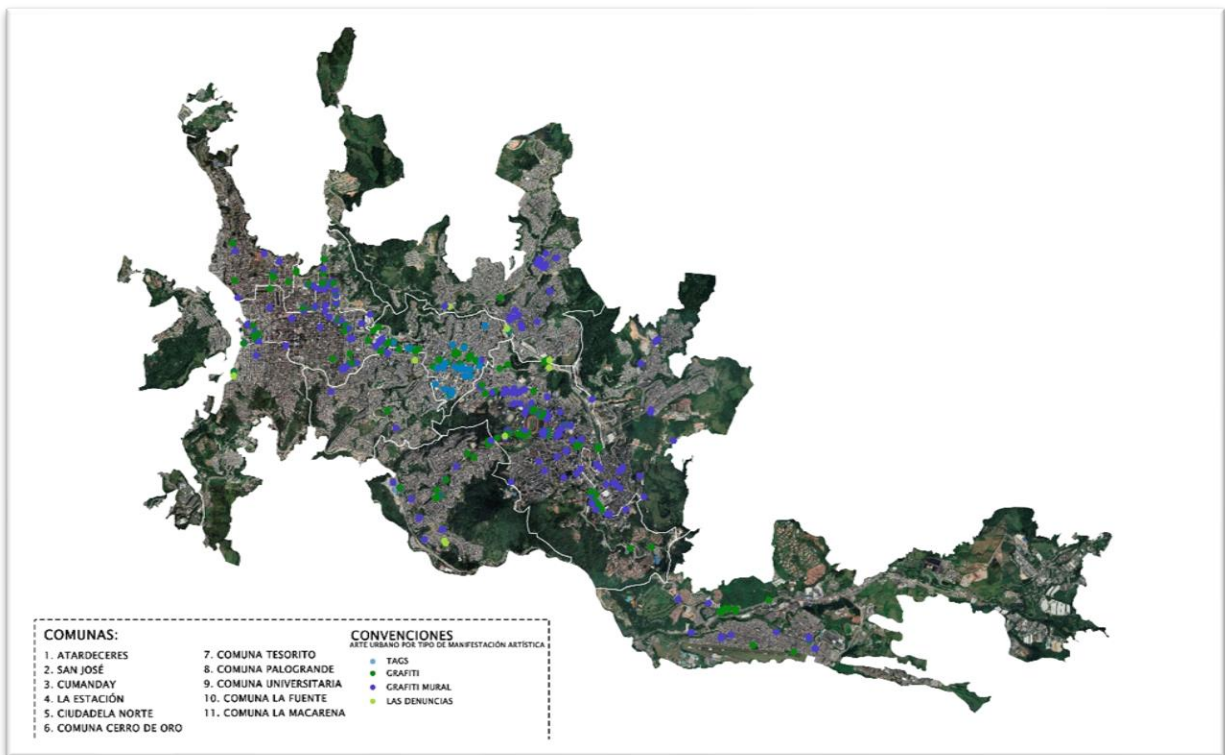 COMUNAS:
1. ATARDECERES
2. SAN JOSÉ
3. CUMANDAY
4. LA ESTACIÓN
5. CIUDADELA NORTE
6. COMUNA CERRO DE ORO
7. COMUNA TESORITO
8. COMUNA PALOGRANDE
9. COMUNA UNIVERSITARIA
10. COMUNA LA FUENTE
11. COMUNA LA MACARENA
CONVENCIONES
ARTE URBANO POR TIPO DE MANIFESTACIÓN ARTÍSTICA
TAGS
GRAFITI
GRAFITI MURAL
LAS DENUNCIAS